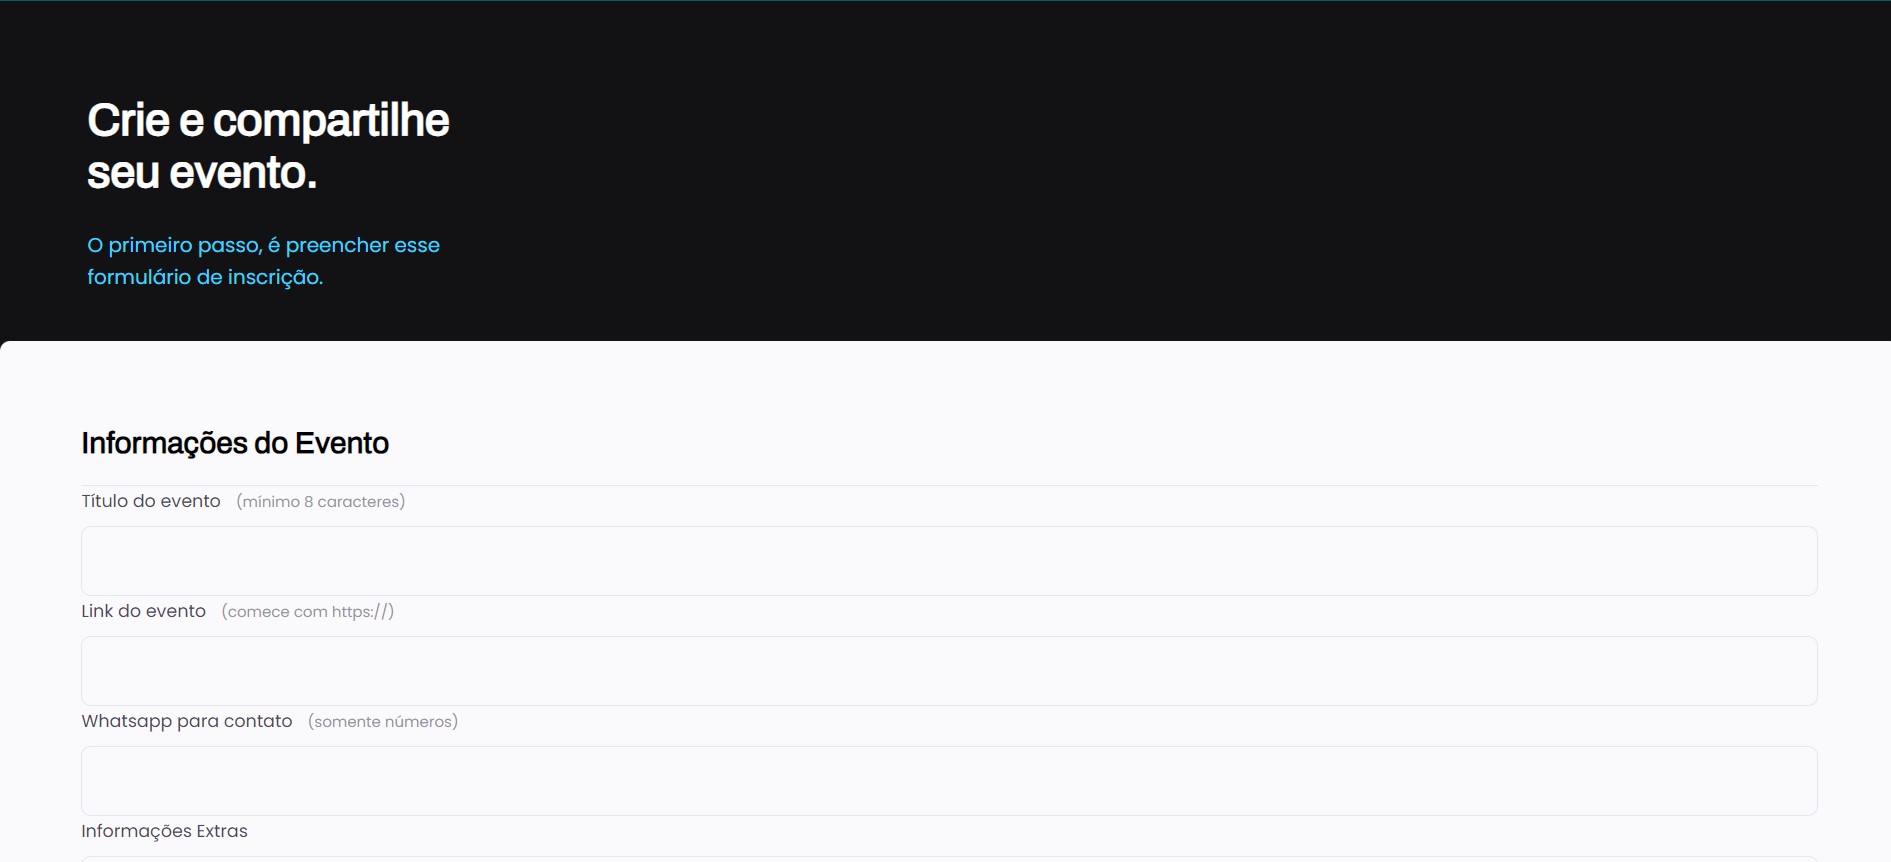 Crie e compartilhe
seu evento.
O primeiro passo, é preencher esse
formulário de inscrição.
Informações do Evento
Título do evento (mínimo 8 caracteres)
Link do evento (comece com https://)
Whatsapp para contato (somente números)
Informações Extras